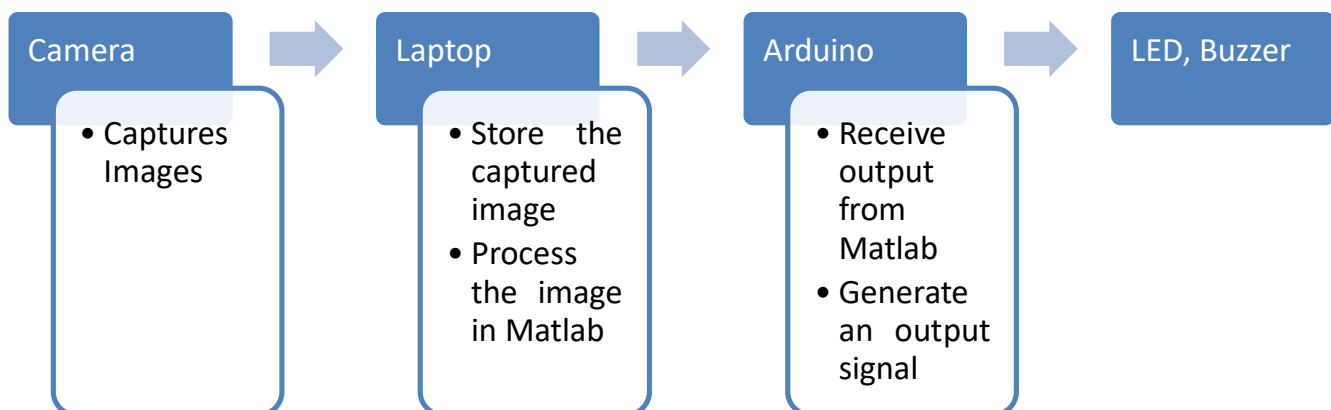 Camera
• Captures
Images
Laptop
• Store the
captured
image
• Process
the image
in Matlab
Arduino
• Receive
output
from
Matlab
• Generate
an output
signal
LED, Buzzer